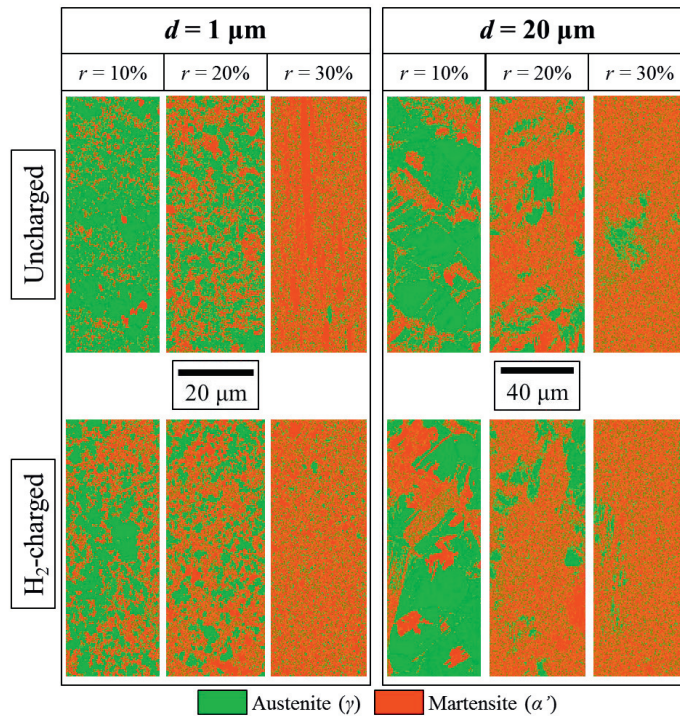 d = 1 µm
d = 20 µm
r = 10% r = 20% r = 30%
r = 10% r = 20% r = 30%
Uncharged
20 µm
40 µm
H₂-charged
Austenite (γ) Martensite (α’)